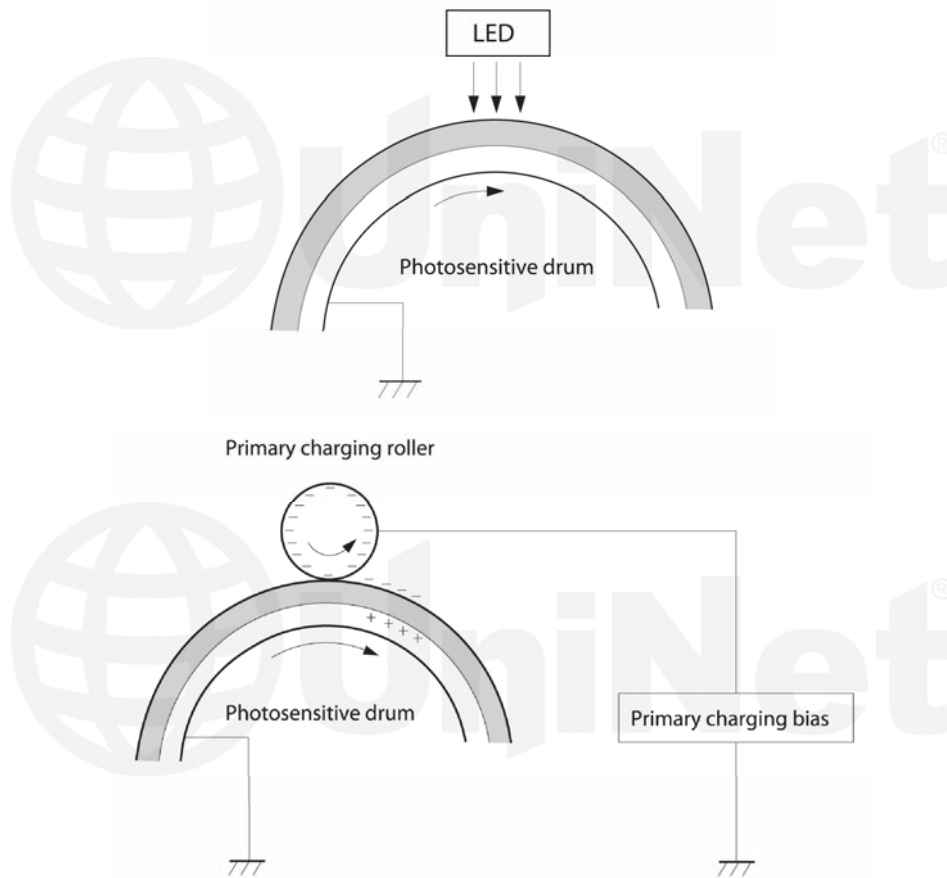 LED
UniNet®
Photosensitive drum
Primary charging roller
UniNet®
Photosensitive drum
Primary charging bias